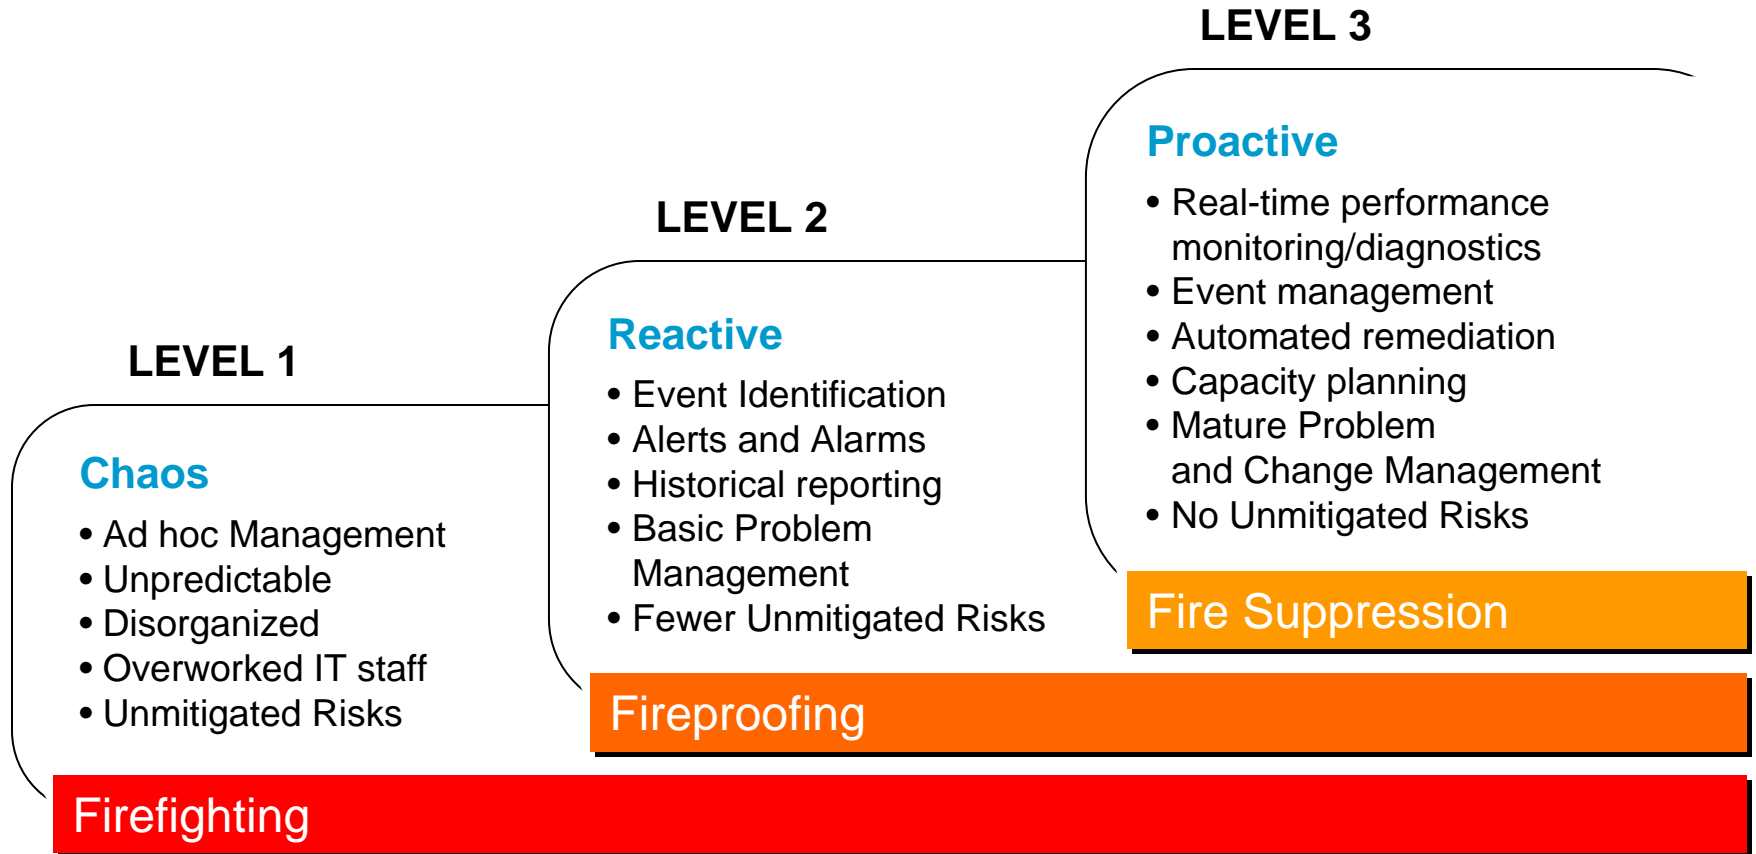 LEVEL 1
Chaos
• Ad hoc Management
• Unpredictable
• Disorganized
• Overworked IT staff
• Unmitigated Risks
Firefighting
LEVEL 2
Reactive
• Event Identification
• Alerts and Alarms
• Historical reporting
• Basic Problem
Management
• Fewer Unmitigated Risks
Fireproofing
LEVEL 3
Proactive
• Real-time performance
monitoring/diagnostics
• Event management
• Automated remediation
• Capacity planning
• Mature Problem
and Change Management
• No Unmitigated Risks
Fire Suppression